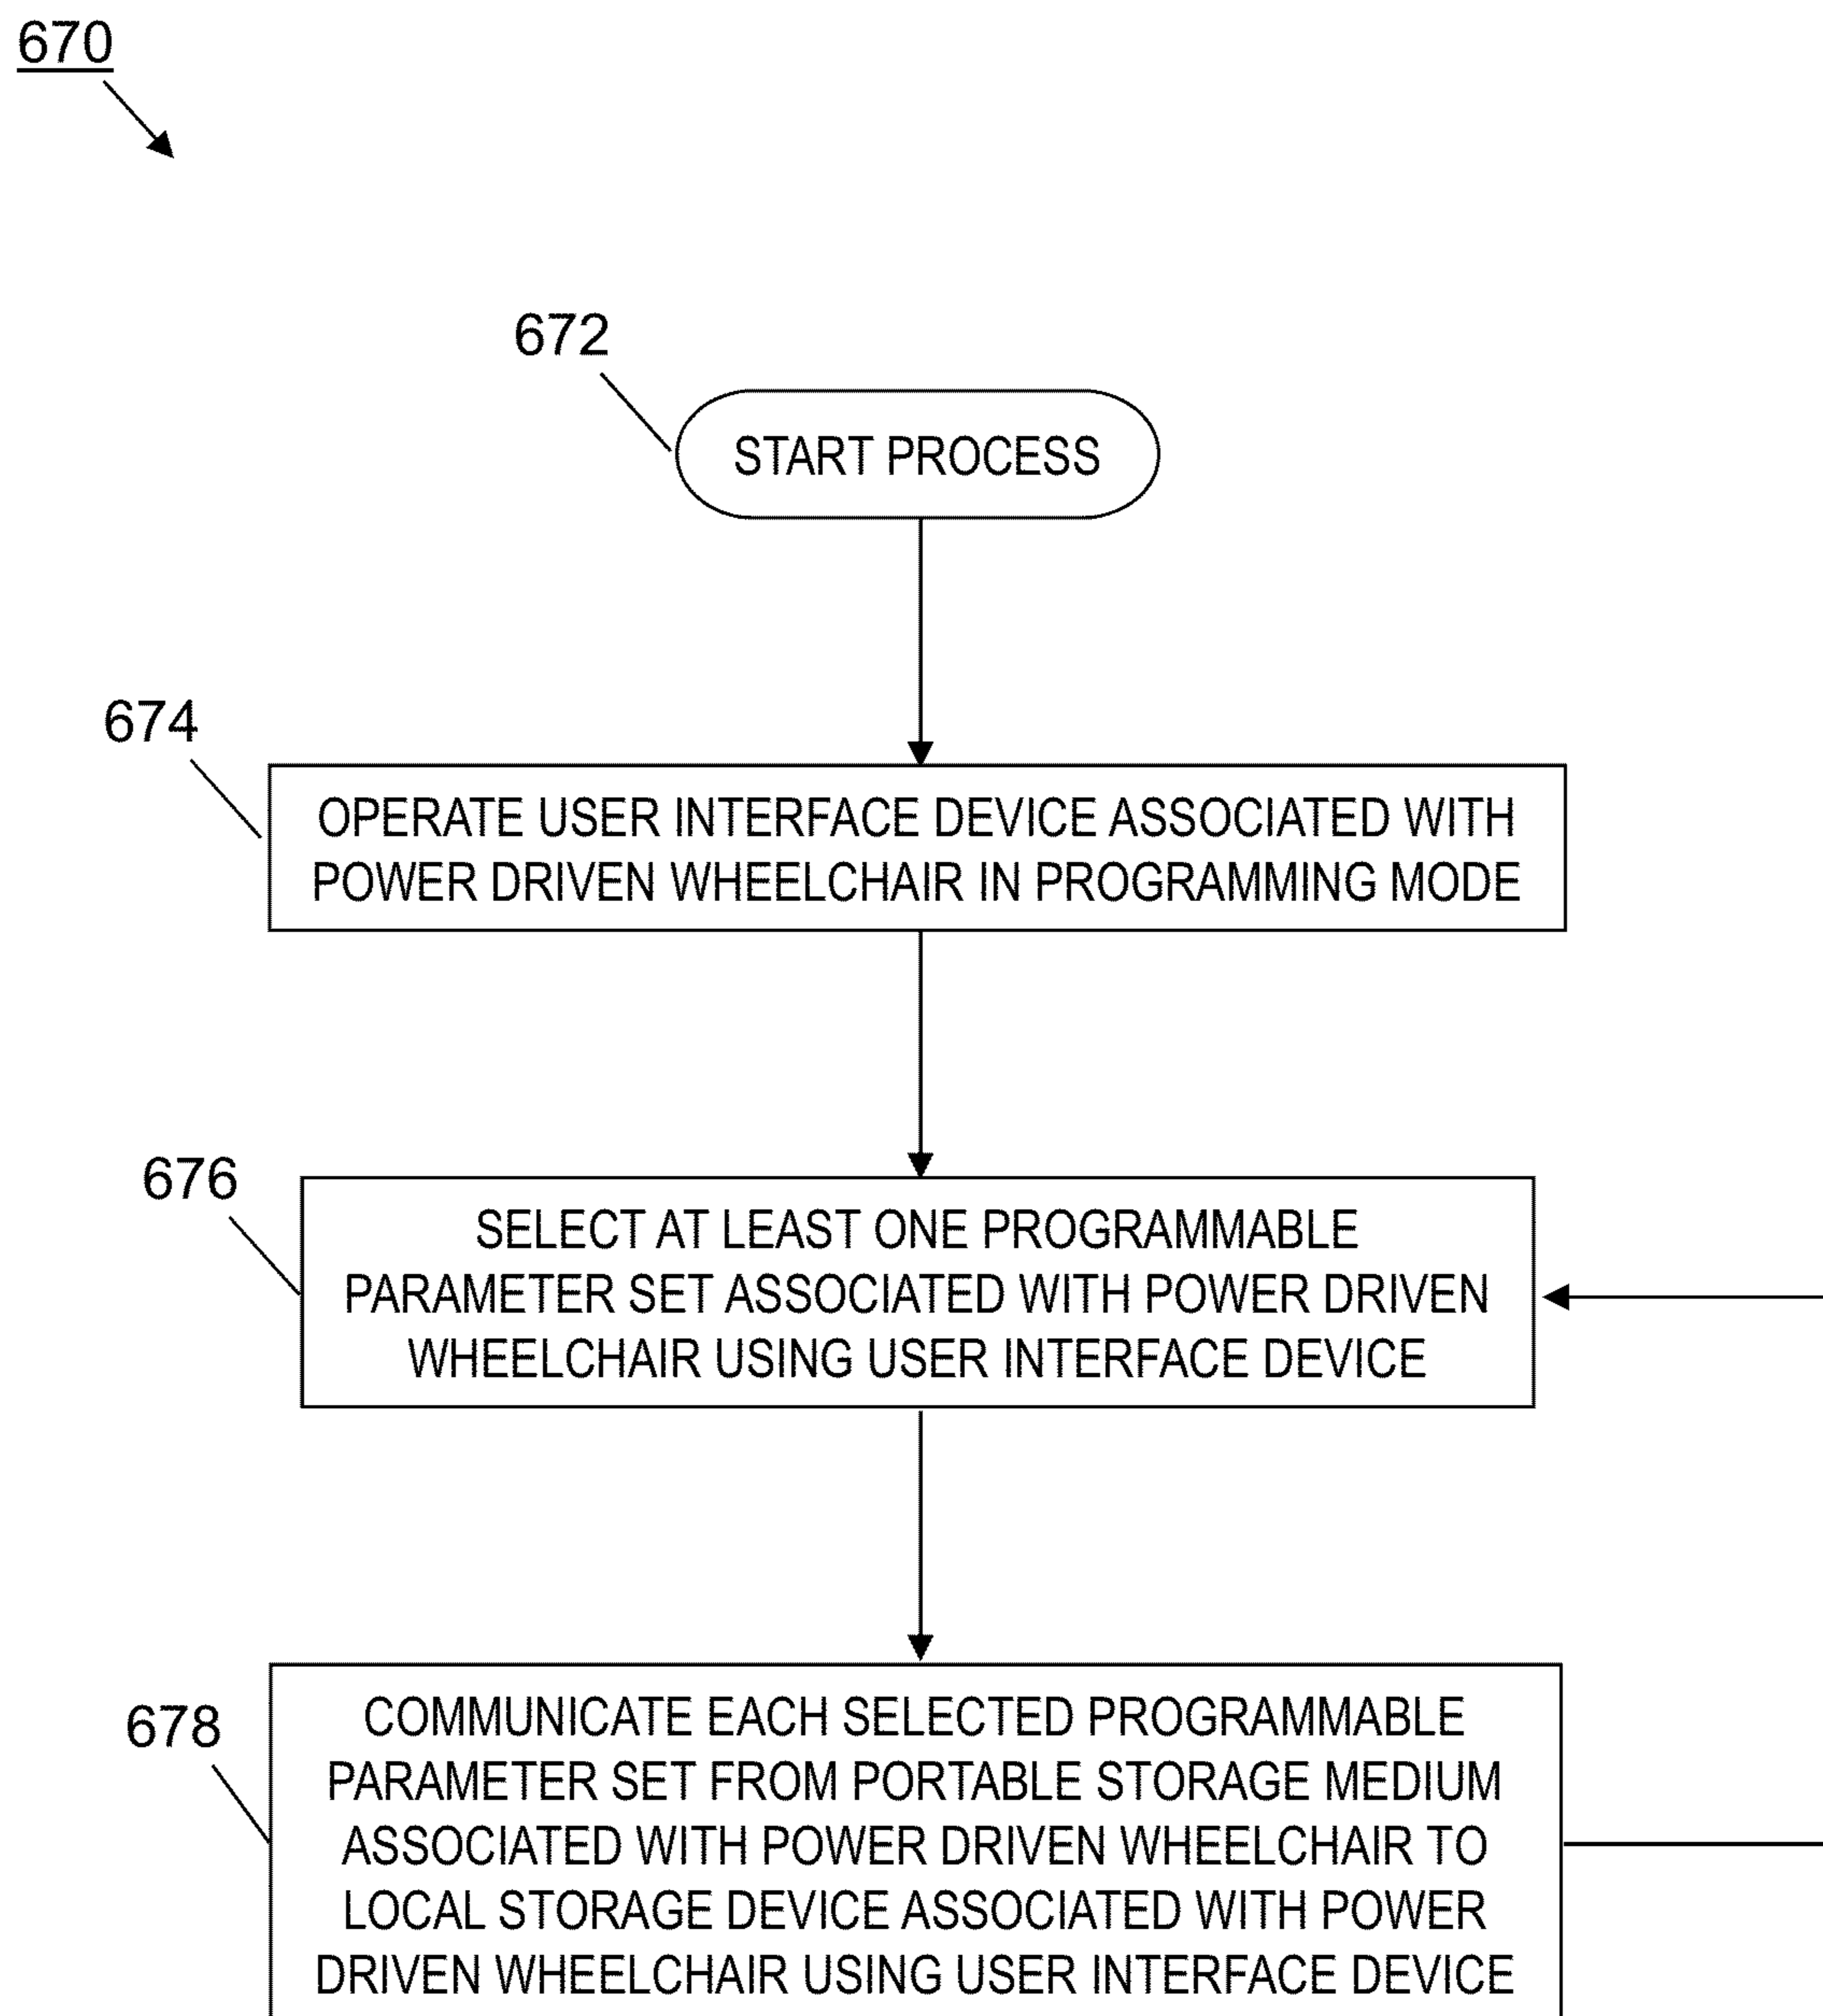 670
672
START PROCESS
674
OPERATE USER INTERFACE DEVICE ASSOCIATED WITH
POWER DRIVEN WHEELCHAIR IN PROGRAMMING MODE
676
SELECT AT LEAST ONE PROGRAMMABLE
PARAMETER SET ASSOCIATED WITH POWER DRIVEN
WHEELCHAIR USING USER INTERFACE DEVICE
678
COMMUNICATE EACH SELECTED PROGRAMMABLE
PARAMETER SET FROM PORTABLE STORAGE MEDIUM
ASSOCIATED WITH POWER DRIVEN WHEELCHAIR TO
LOCAL STORAGE DEVICE ASSOCIATED WITH POWER
DRIVEN WHEELCHAIR USING USER INTERFACE DEVICE